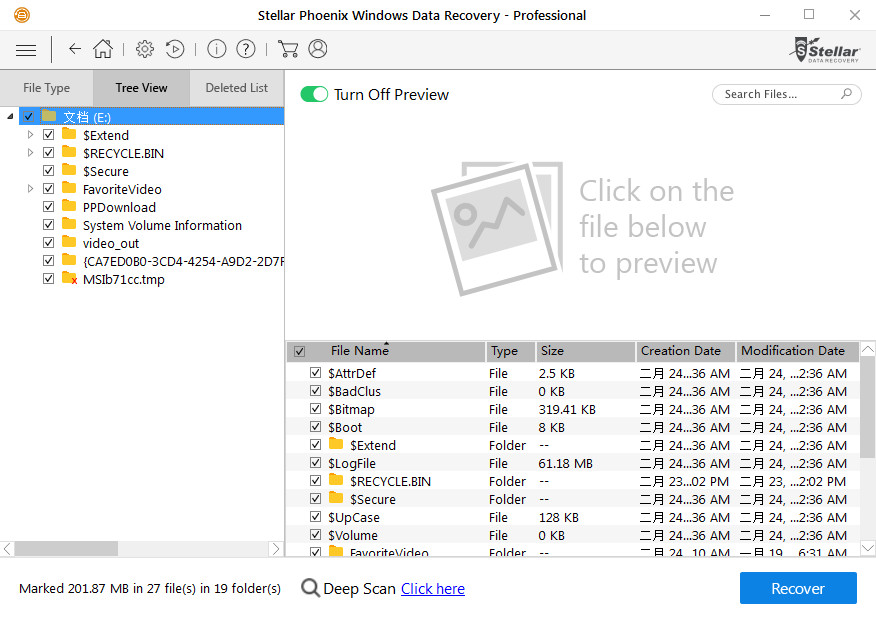 Stellar Phoenix Windows Data Recovery - Professional
Stellar
DATA RECOVERY
File Type Tree View Deleted List
Turn Off Preview
Search Files...
文档 (E:)
$Extend
$RECYCLE.BIN
$Secure
FavoriteVideo
PPDownload
System Volume Information
video_out
{CA7ED0B0-3CD4-4254-A9D2-2D7F
MSIb71cc.tmp
Click on the
file below
to preview
File Name Type Size Creation Date Modification Date
$AttrDef File 2.5 KB 二月 24...36 AM 二月 24, ...2:36 AM
$BadClus File 0 KB 二月 24...36 AM 二月 24, ...2:36 AM
$Bitmap File 319.41 KB 二月 24...36 AM 二月 24, ...2:36 AM
$Boot File 8 KB 二月 24...36 AM 二月 24, ...2:36 AM
$Extend Folder -- 二月 24...36 AM 二月 24, ...2:36 AM
$LogFile File 61.18 MB 二月 24...36 AM 二月 24, ...2:36 AM
$RECYCLE.BIN Folder -- 二月 23...02 PM 二月 23, ...2:02 PM
$Secure Folder -- 二月 24...36 AM 二月 24, ...2:36 AM
$UpCase File 128 KB 二月 24...36 AM 二月 24, ...2:36 AM
$Volume File 0 KB 二月 24...36 AM 二月 24, ...2:36 AM
FavoriteVideo Folder -- 二月 24...10 AM 一月 19, ...6:31 AM
Marked 201.87 MB in 27 file(s) in 19 folder(s) Deep Scan Click here Recover